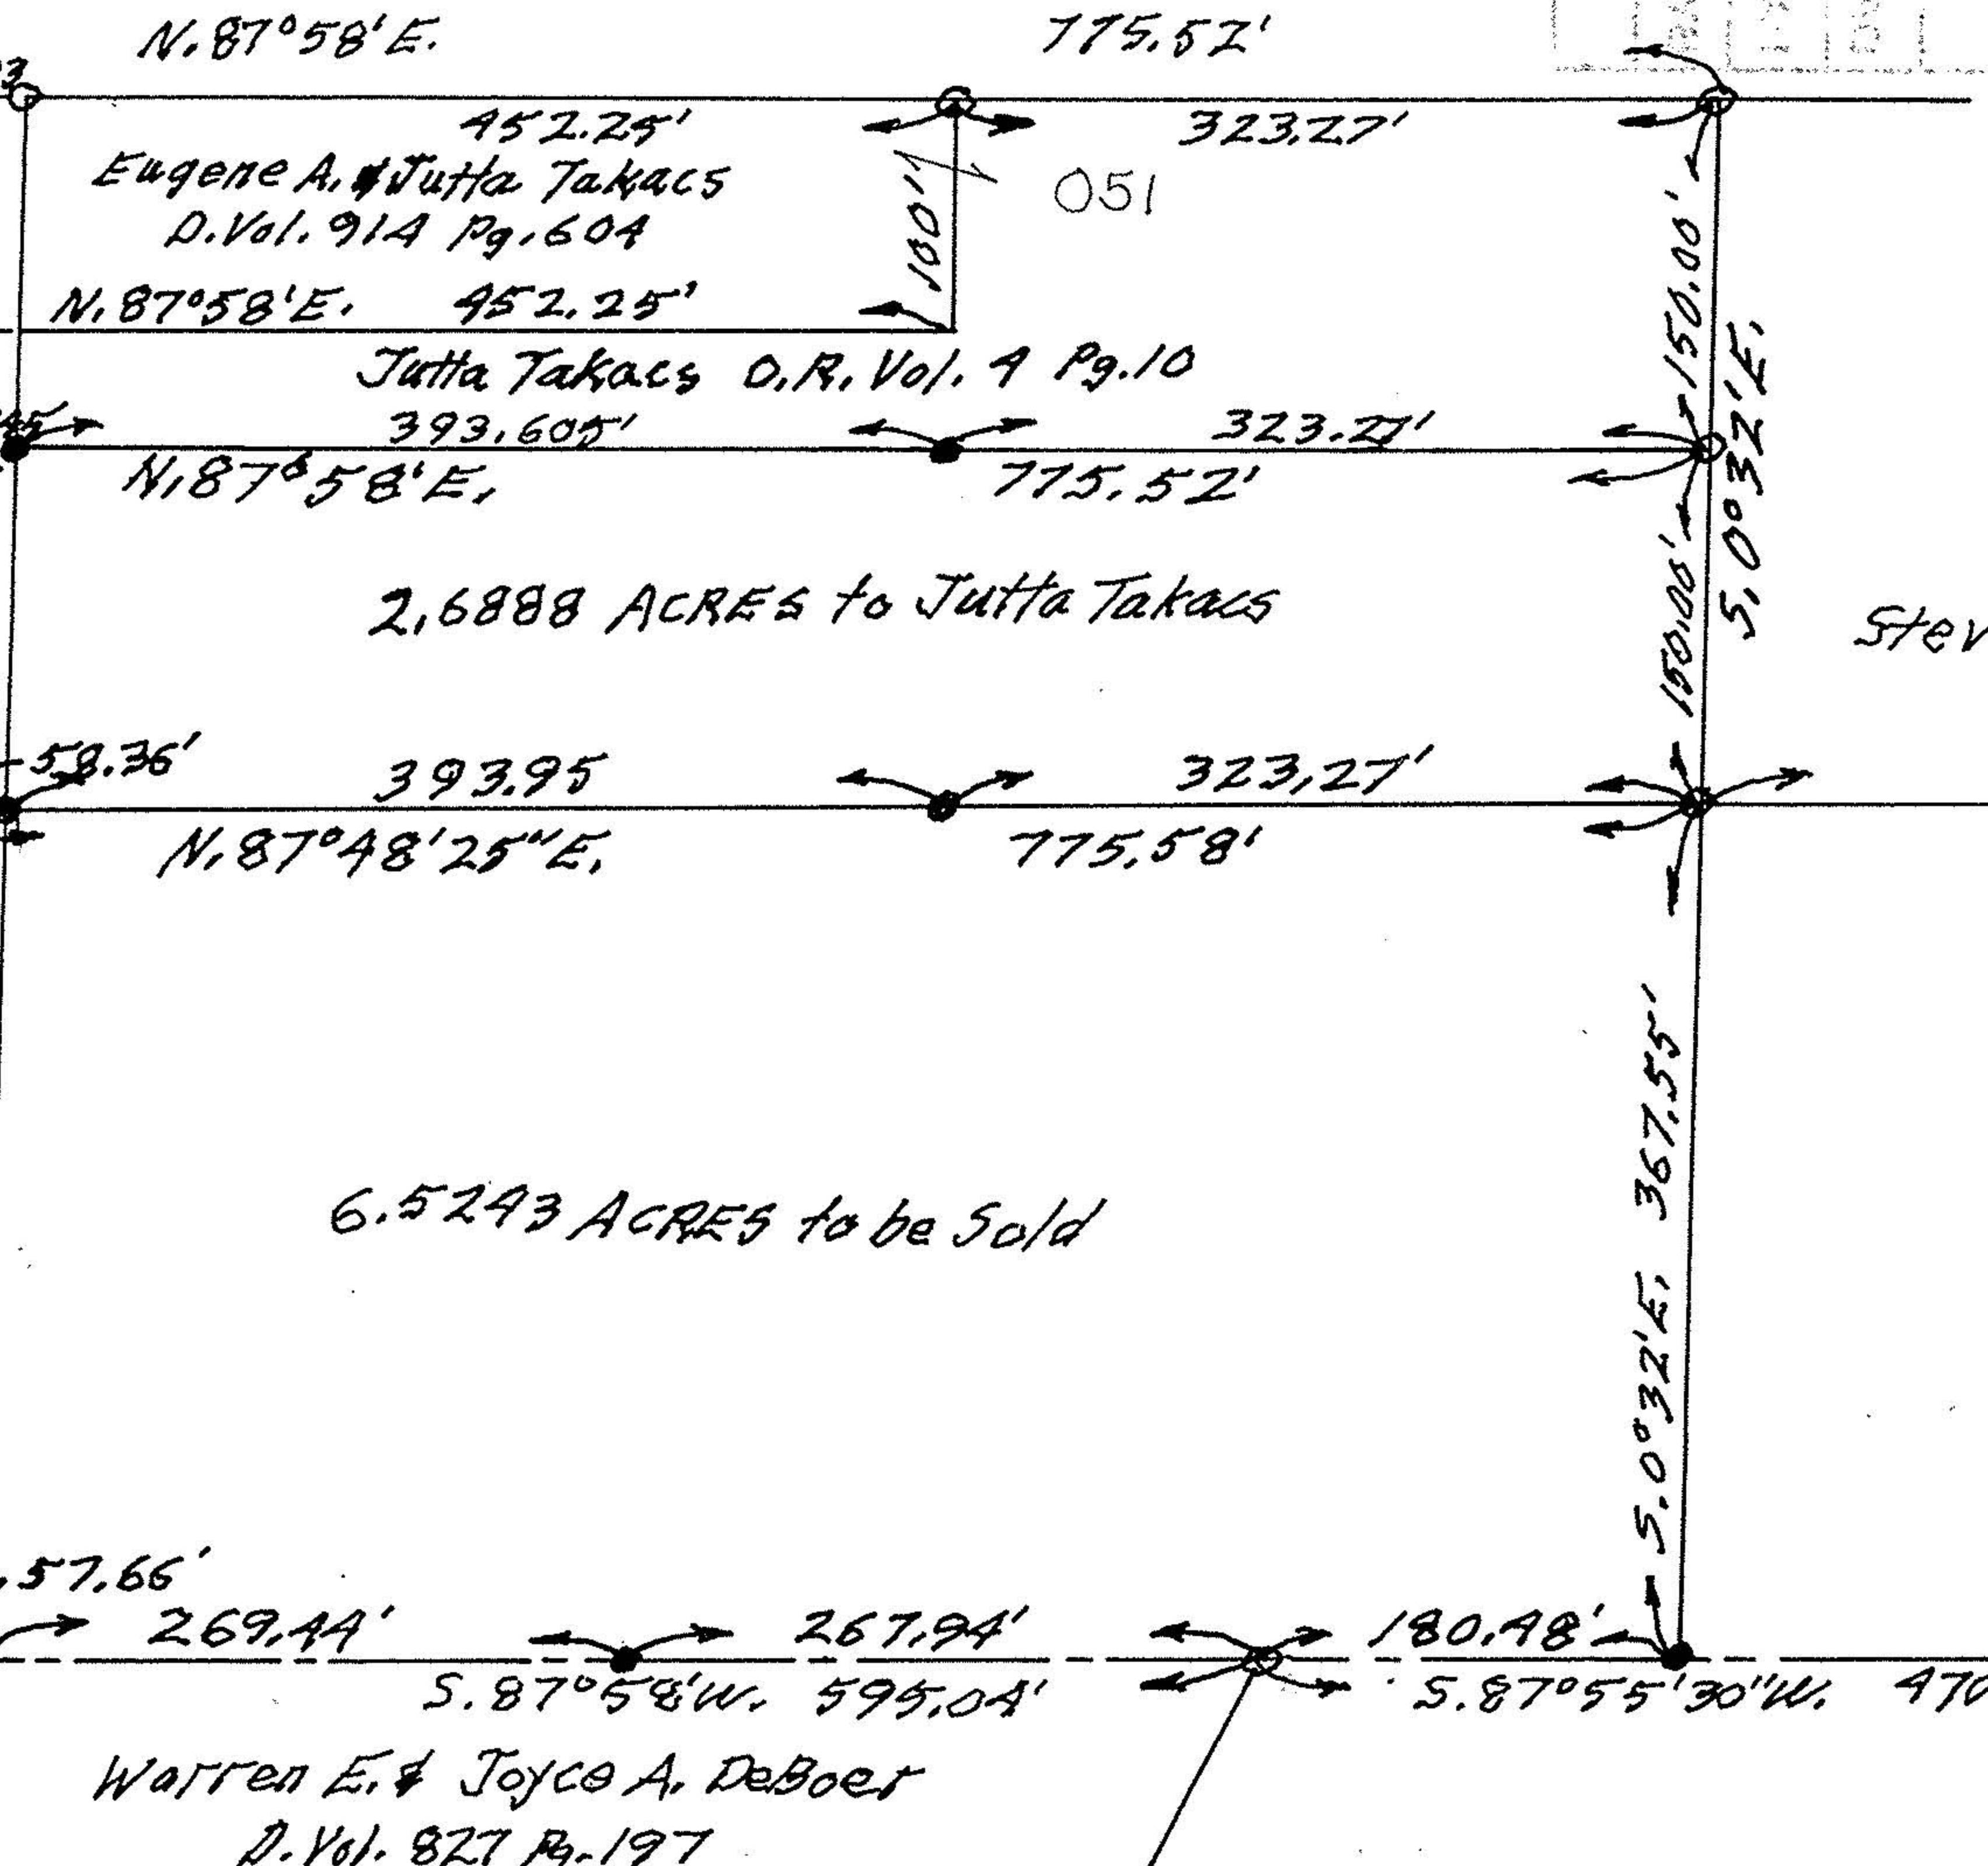 N.87°58'E. 775.52'
452.25' 323.27'
Eugene A. & Jutta Takacs
D.Vol. 914 Pg.604
100'
051
N.87°58'E. 452.25'
150.00'
S.0°32'E.
Jutta Takacs O.R. Vol. 4 Pg.10
393.605' 323.27'
N.87°58'E. 775.52'
2.6888 ACRES to Jutta Takacs
150.00'
58.36' 393.95 323.27'
N.87°48'25"E. 775.58'
6.5243 ACRES to be Sold
S.0°32'E. 367.55'
57.66'
269.44' 267.94' 180.48'
S.87°58'W. 595.04' S.87°55'30"W.
Warren E. & Joyce A. DeBoer
D.Vol. 827 Pg.197